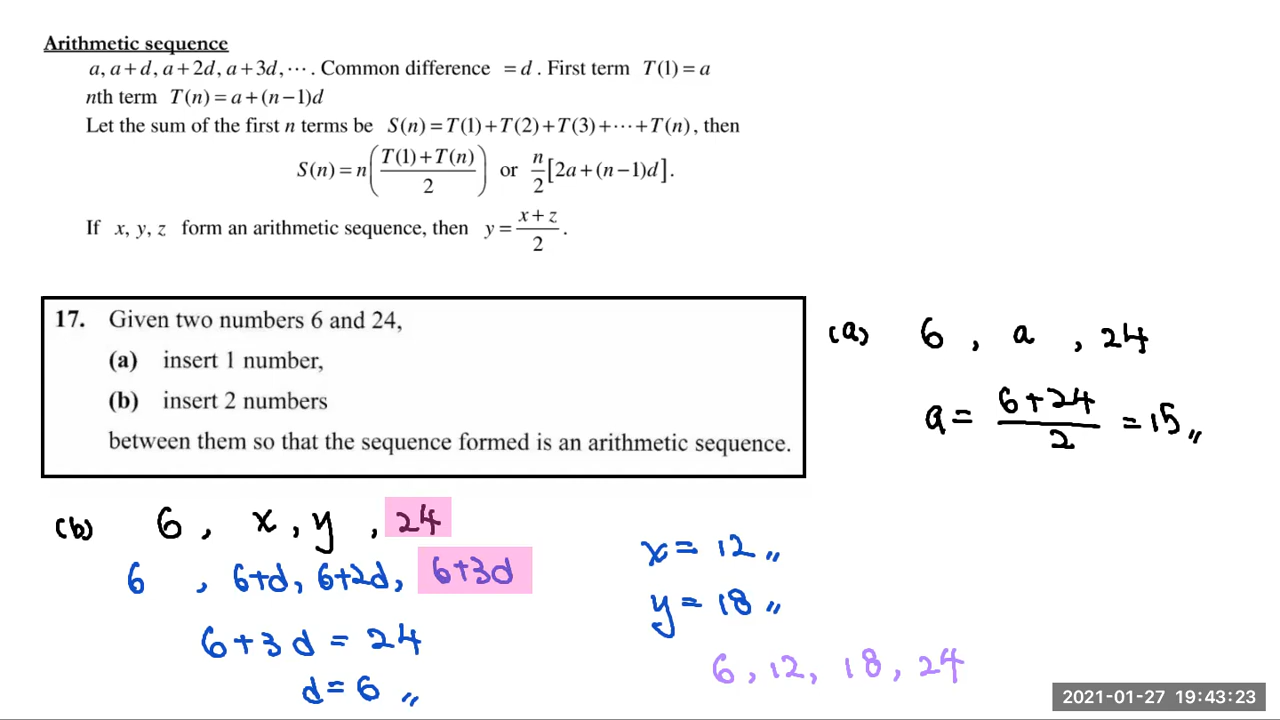 Arithmetic sequence
a, a+d, a+2d, a+3d, ⋯ . Common difference = d . First term T(1) = a
nth term T(n) = a+(n−1)d
Let the sum of the first n terms be S(n) = T(1)+T(2)+T(3)+⋯+T(n), then
S(n) = n((T(1)+T(n))/2) or n/2[2a+(n−1)d].
If x, y, z form an arithmetic sequence, then y = (x+z)/2 .
17. Given two numbers 6 and 24,
(a) insert 1 number,
(b) insert 2 numbers
between them so that the sequence formed is an arithmetic sequence.
(a) 6 , a , 24
a = (6+24)/2 = 15 〃
(b) 6 , x , y , 24
6 , 6+d, 6+2d, 6+3d
6+3d = 24
d = 6 〃
x = 12 〃
y = 18 〃
6 , 12 , 18 , 24
2021-01-27 19:43:23